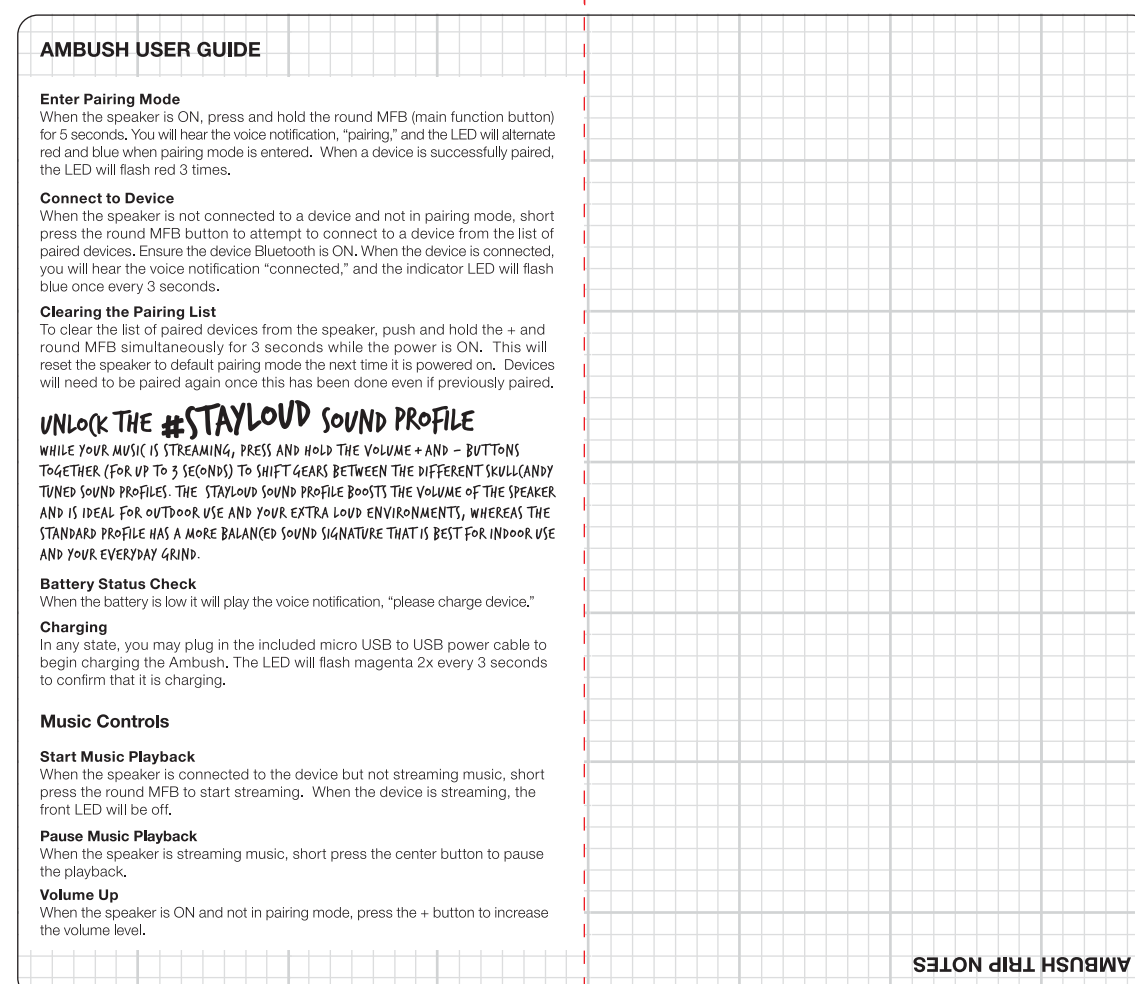 AMBUSH USER GUIDE
Enter Pairing Mode
When the speaker is ON, press and hold the round MFB (main function button)
for 5 seconds. You will hear the voice notification, “pairing,” and the LED will alternate
red and blue when pairing mode is entered.  When a device is successfully paired,
the LED will flash red 3 times.
Connect to Device
When the speaker is not connected to a device and not in pairing mode, short
press the round MFB button to attempt to connect to a device from the list of
paired devices. Ensure the device Bluetooth is ON. When the device is connected,
you will hear the voice notification “connected,” and the indicator LED will flash
blue once every 3 seconds.
Clearing the Pairing List
To clear the list of paired devices from the speaker, push and hold the + and
round MFB simultaneously for 3 seconds while the power is ON.  This will
reset the speaker to default pairing mode the next time it is powered on.  Devices
will need to be paired again once this has been done even if previously paired.
UNLOCK THE #STAYLOUD SOUND PROFILE
WHILE YOUR MUSIC IS STREAMING, PRESS AND HOLD THE VOLUME + AND – BUTTONS
TOGETHER (FOR UP TO 3 SECONDS) TO SHIFT GEARS BETWEEN THE DIFFERENT SKULLCANDY
TUNED SOUND PROFILES. THE  STAYLOUD SOUND PROFILE BOOSTS THE VOLUME OF THE SPEAKER
AND IS IDEAL FOR OUTDOOR USE AND YOUR EXTRA LOUD ENVIRONMENTS, WHEREAS THE
STANDARD PROFILE HAS A MORE BALANCED SOUND SIGNATURE THAT IS BEST FOR INDOOR USE
AND YOUR EVERYDAY GRIND.
Battery Status Check
When the battery is low it will play the voice notification, “please charge device.”
Charging
In any state, you may plug in the included micro USB to USB power cable to
begin charging the Ambush. The LED will flash magenta 2x every 3 seconds
to confirm that it is charging.
Music Controls
Start Music Playback
When the speaker is connected to the device but not streaming music, short
press the round MFB to start streaming.  When the device is streaming, the
front LED will be off.
Pause Music Playback
When the speaker is streaming music, short press the center button to pause
the playback.
Volume Up
When the speaker is ON and not in pairing mode, press the + button to increase
the volume level.
AMBUSH TRIP NOTES